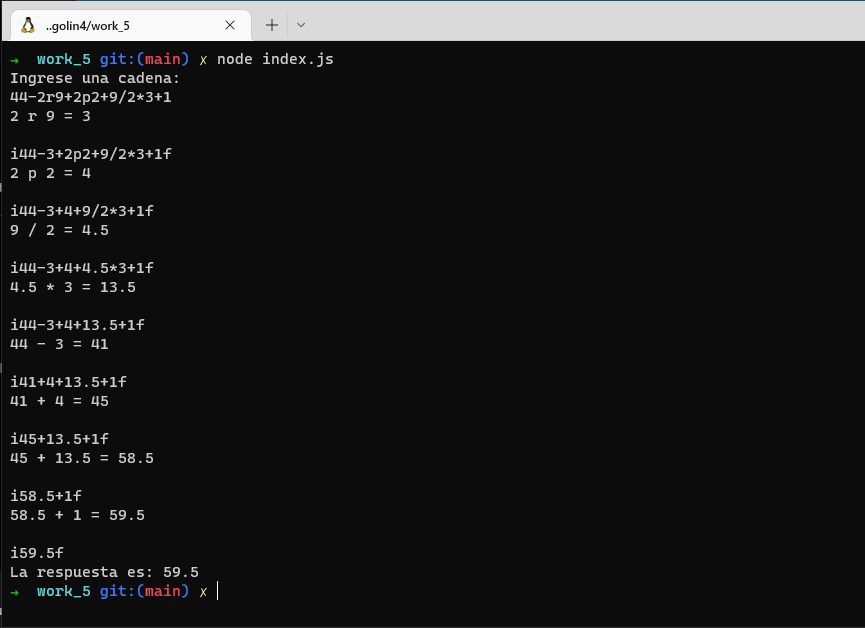 ..golin4/work_5
→ work_5 git:(main) ✗ node index.js
Ingrese una cadena:
44-2r9+2p2+9/2*3+1
2 r 9 = 3
i44-3+2p2+9/2*3+1f
2 p 2 = 4
i44-3+4+9/2*3+1f
9 / 2 = 4.5
i44-3+4+4.5*3+1f
4.5 * 3 = 13.5
i44-3+4+13.5+1f
44 - 3 = 41
i41+4+13.5+1f
41 + 4 = 45
i45+13.5+1f
45 + 13.5 = 58.5
i58.5+1f
58.5 + 1 = 59.5
i59.5f
La respuesta es: 59.5
→ work_5 git:(main) ✗